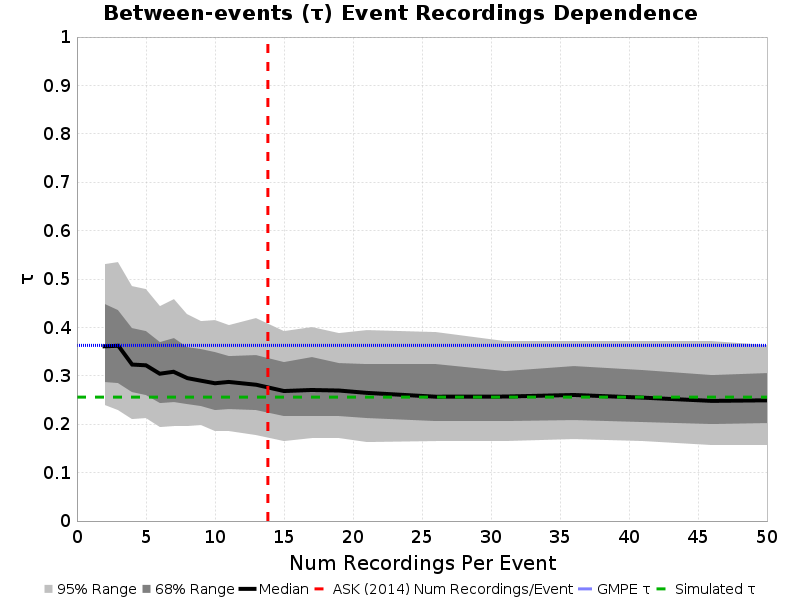 Between-events (τ) Event Recordings Dependence
1
0.9
0.8
0.7
0.6
0.5
0.4
0.3
0.2
0.1
0
τ
0 5 10 15 20 25 30 35 40 45 50
Num Recordings Per Event
95% Range 68% Range Median ASK (2014) Num Recordings/Event GMPE τ Simulated τ